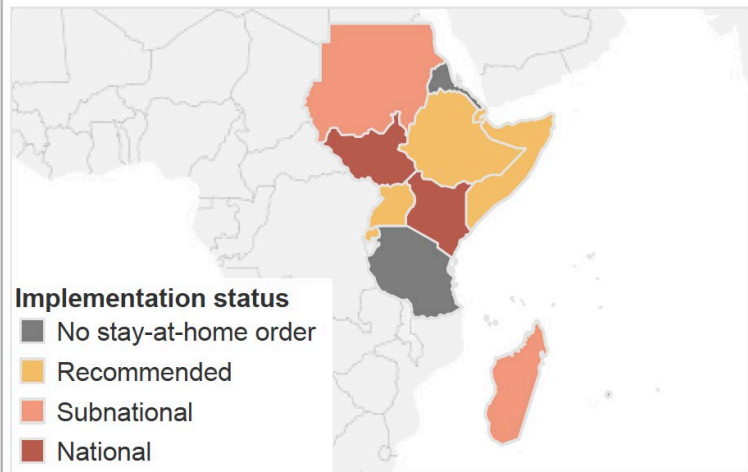 Implementation status
No stay-at-home order
Recommended
Subnational
National